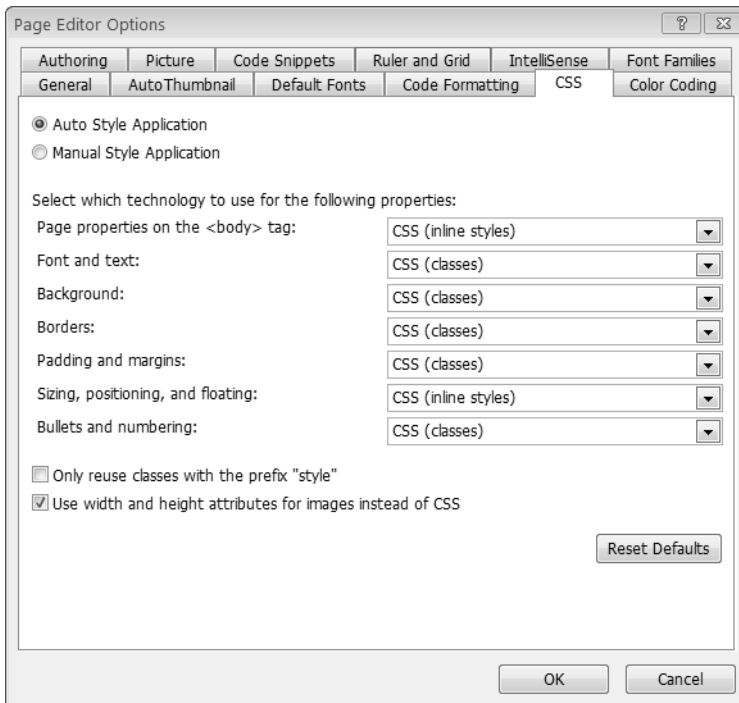 Page Editor Options
Authoring Picture Code Snippets Ruler and Grid IntelliSense Font Families
General AutoThumbnail Default Fonts Code Formatting CSS Color Coding
Auto Style Application
Manual Style Application
Select which technology to use for the following properties:
Page properties on the <body> tag: CSS (inline styles)
Font and text: CSS (classes)
Background: CSS (classes)
Borders: CSS (classes)
Padding and margins: CSS (classes)
Sizing, positioning, and floating: CSS (inline styles)
Bullets and numbering: CSS (classes)
Only reuse classes with the prefix "style"
Use width and height attributes for images instead of CSS
Reset Defaults
OK Cancel